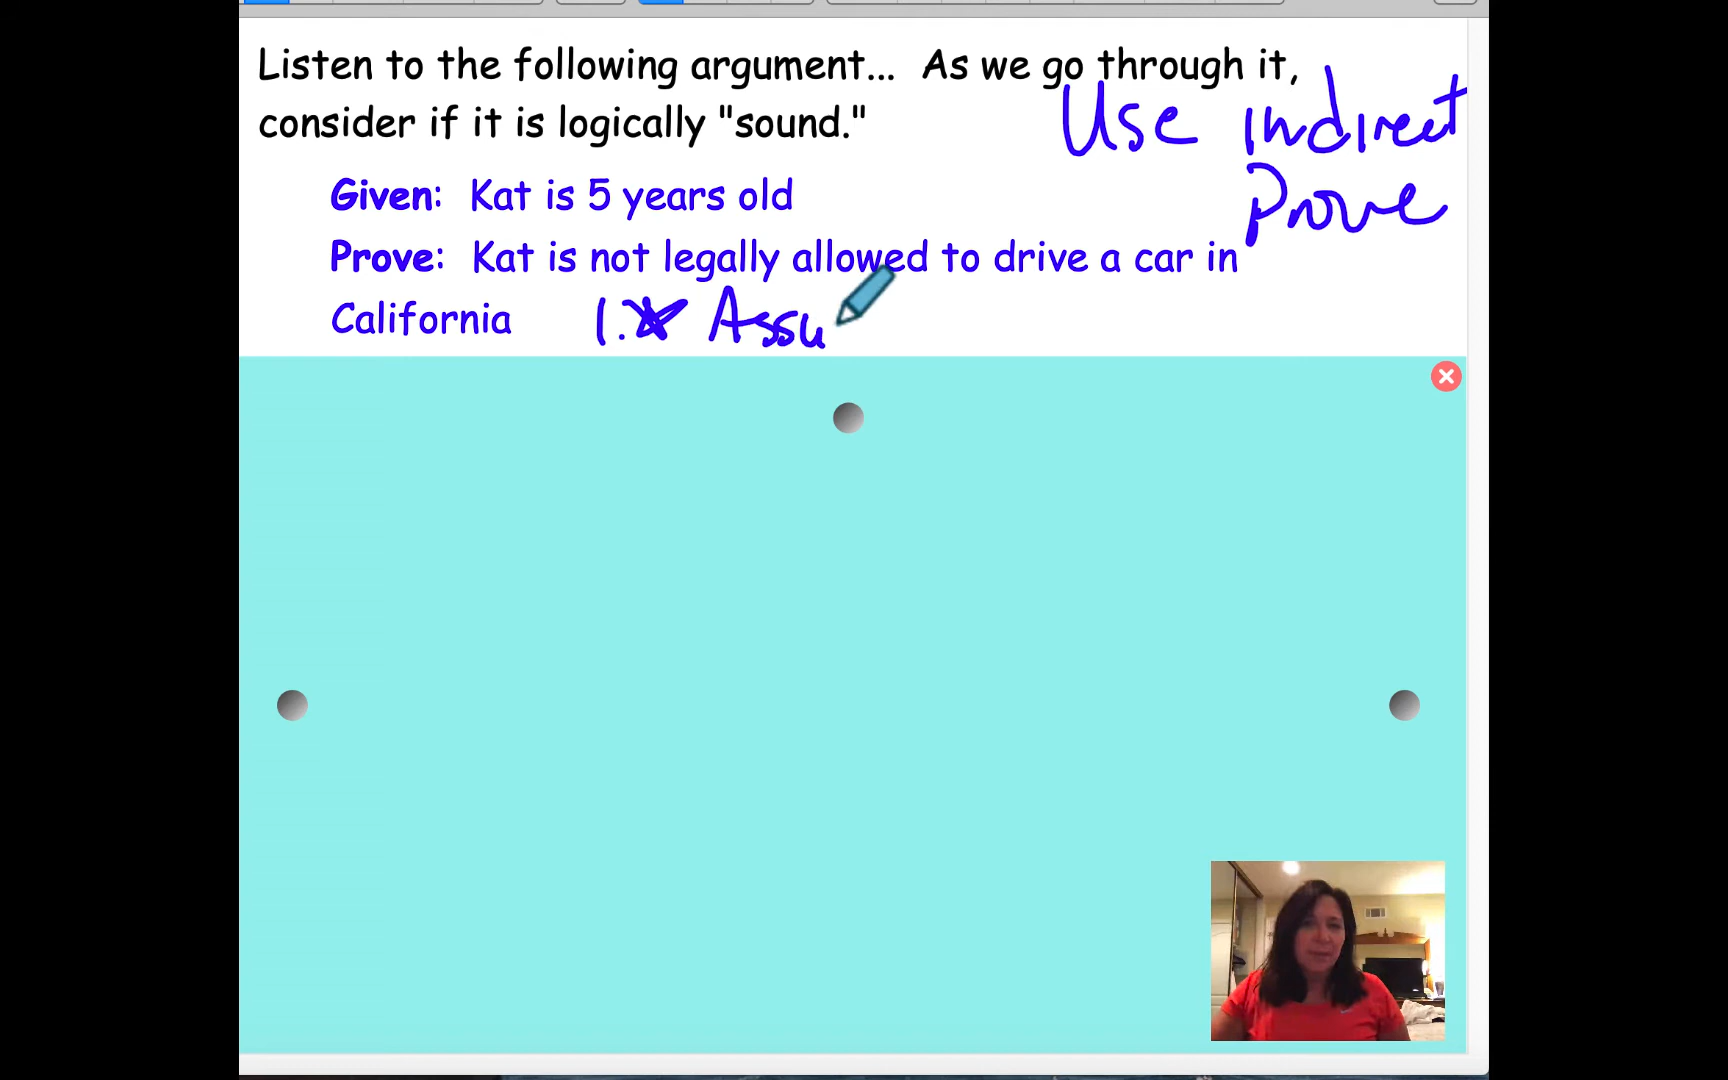 Listen to the following argument... As we go through it,
consider if it is logically "sound."
Use indirect
Prove
Given: Kat is 5 years old
Prove: Kat is not legally allowed to drive a car in
California 1. Assu